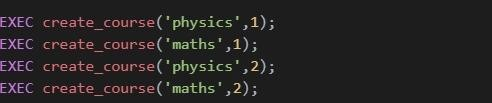 EXEC create_course('physics',1);
EXEC create_course('maths',1);
EXEC create_course('physics',2);
EXEC create_course('maths',2);